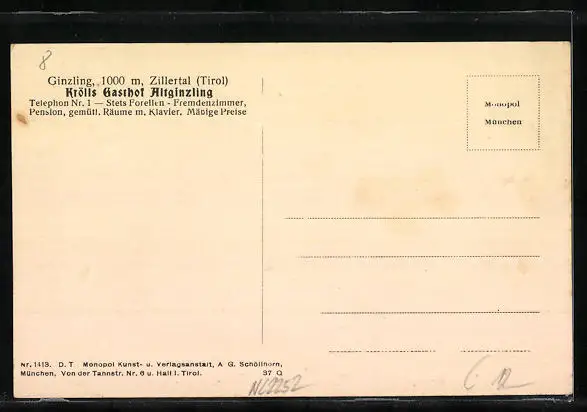 8
Ginzling, 1000 m, Zillertal (Tirol)
Krölls Gasthof Altginzling
Telephon Nr. 1 — Stets Forellen - Fremdenzimmer,
Pension, gemütl. Räume m. Klavier. Mäßige Preise
Monopol
München
Nr. 1413. D. T Monopol Kunst- u. Verlagsanstalt, A. G. Schöllhorn,
München, Von der Tannstr. Nr. 6 u. Hall i. Tirol. 37 Q
NL2252